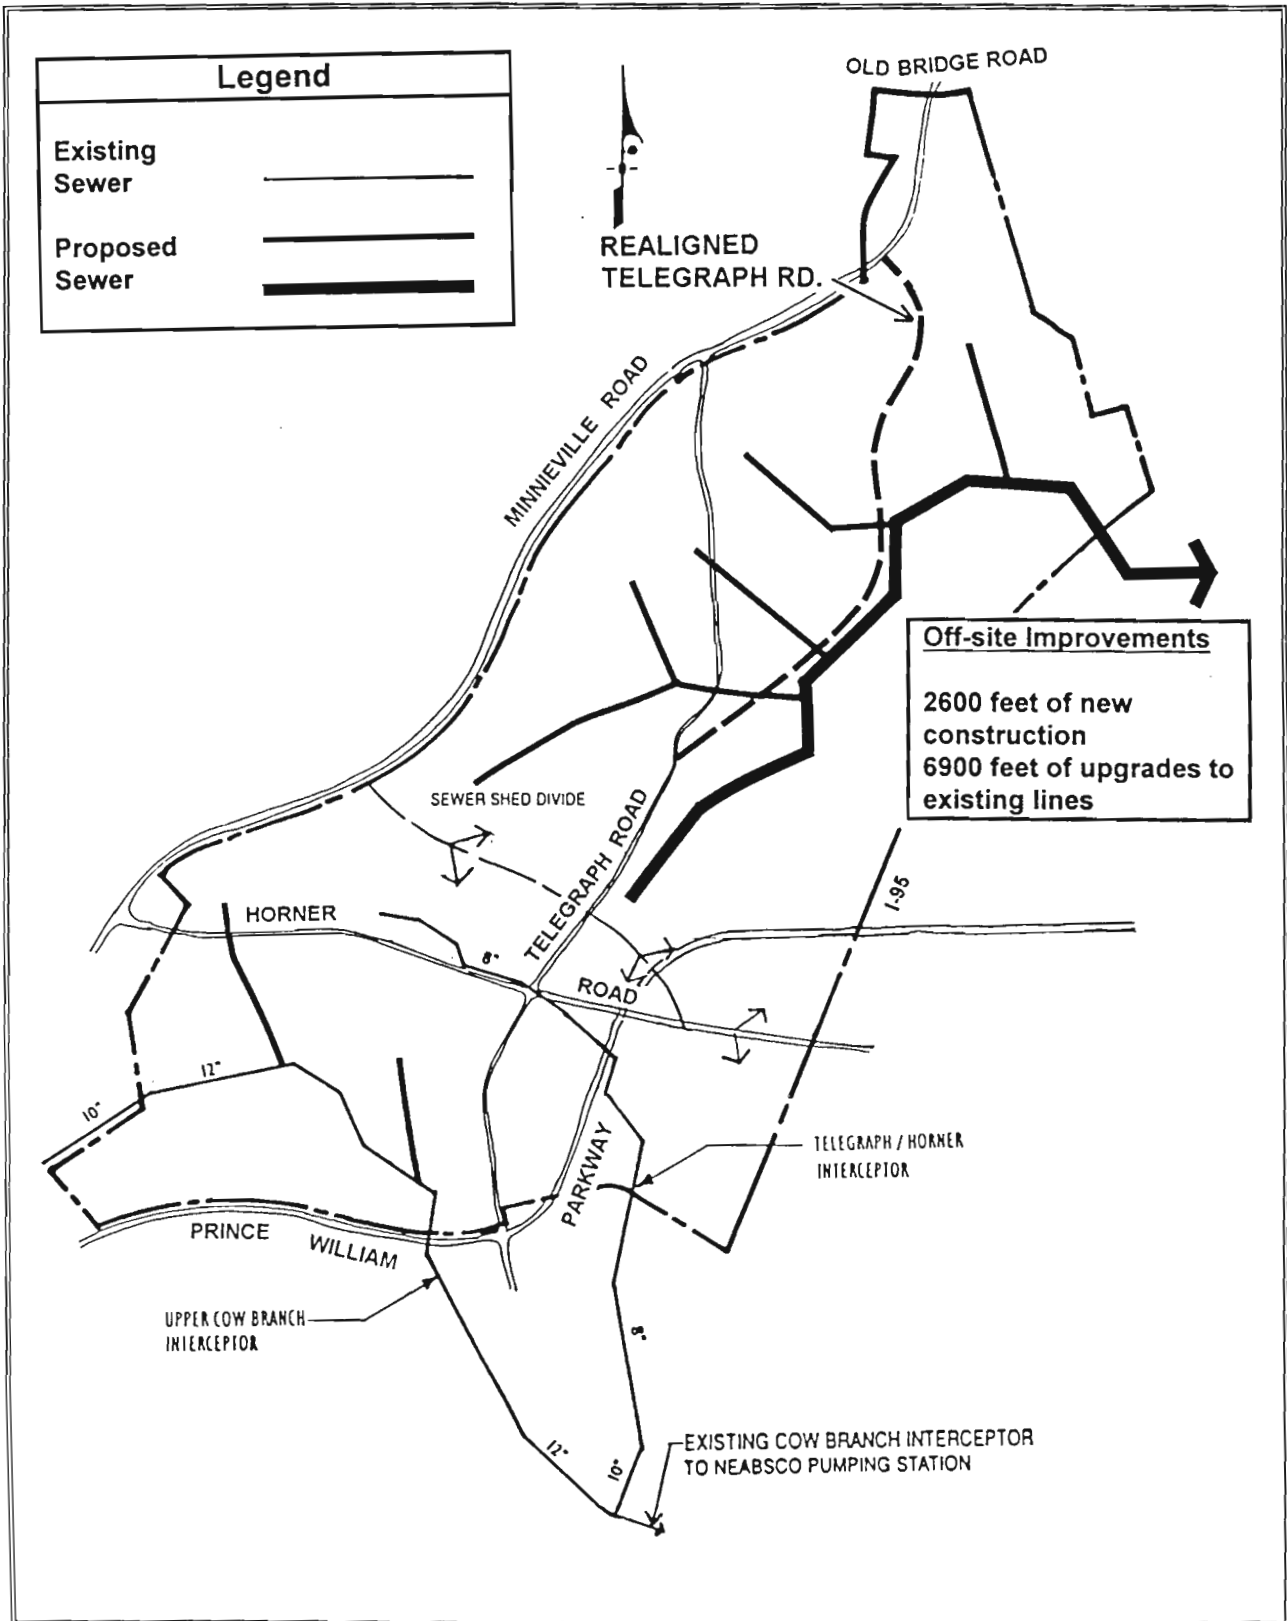 Legend
Existing
Sewer
Proposed
Sewer
OLD BRIDGE ROAD
REALIGNED
TELEGRAPH RD.
MINNIEVILLE ROAD
Off-site Improvements
2600 feet of new
construction
6900 feet of upgrades to
existing lines
SEWER SHED DIVIDE
TELEGRAPH ROAD
I-95
HORNER
8"
ROAD
12"
10"
TELEGRAPH / HORNER
INTERCEPTOR
PARKWAY
PRINCE
WILLIAM
UPPER COW BRANCH
INTERCEPTOR
8"
12"
10"
EXISTING COW BRANCH INTERCEPTOR
TO NEABSCO PUMPING STATION